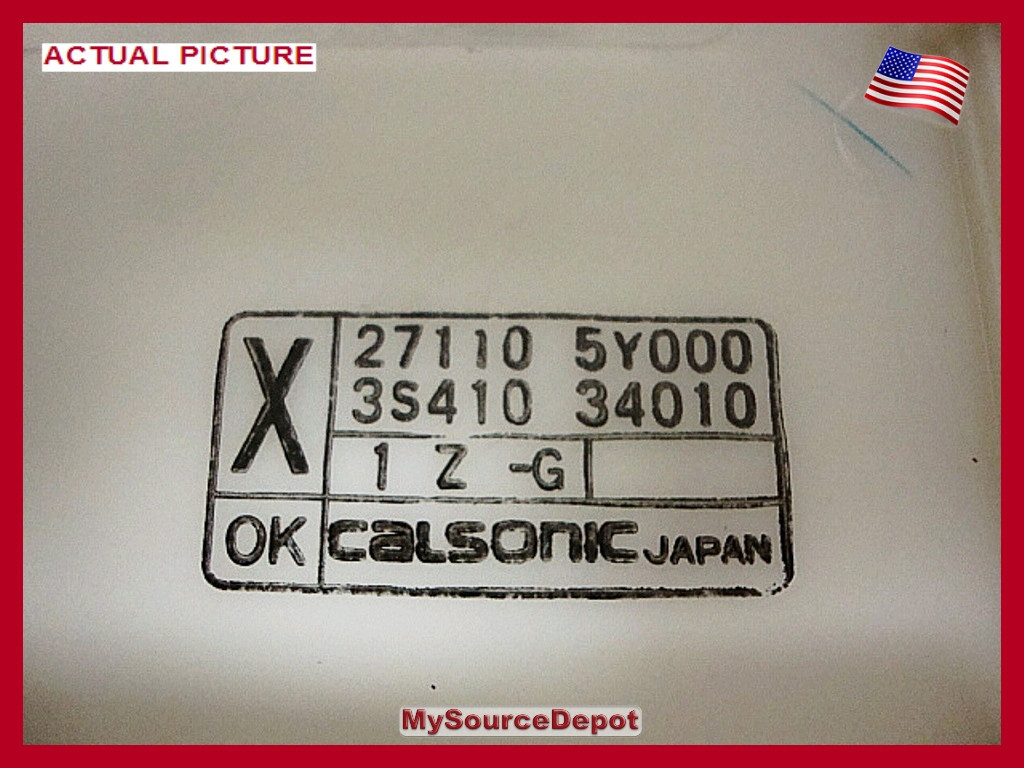 ACTUAL PICTURE
X
27110 5Y000
3S410 34010
1 Z -G
OK calsonic JAPAN
MySourceDepot